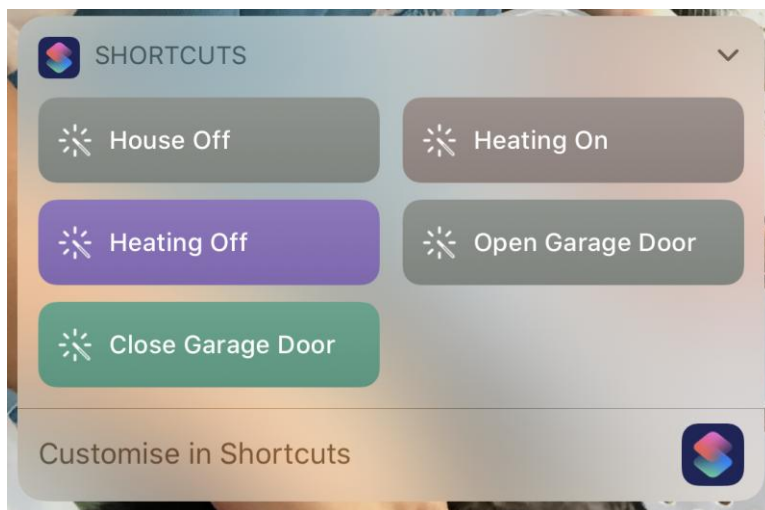 SHORTCUTS
House Off
Heating On
Heating Off
Open Garage Door
Close Garage Door
Customise in Shortcuts